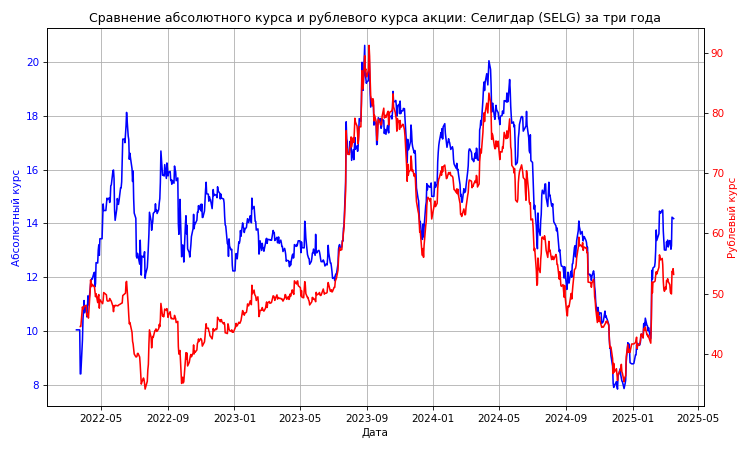 Сравнение абсолютного курса и рублевого курса акции: Селигдар (SELG) за три года
Абсолютный курс
20
18
16
14
12
10
8
90
80
70
60
50
40
Рублевый курс
2022-05 2022-09 2023-01 2023-05 2023-09 2024-01 2024-05 2024-09 2025-01 2025-05
Дата